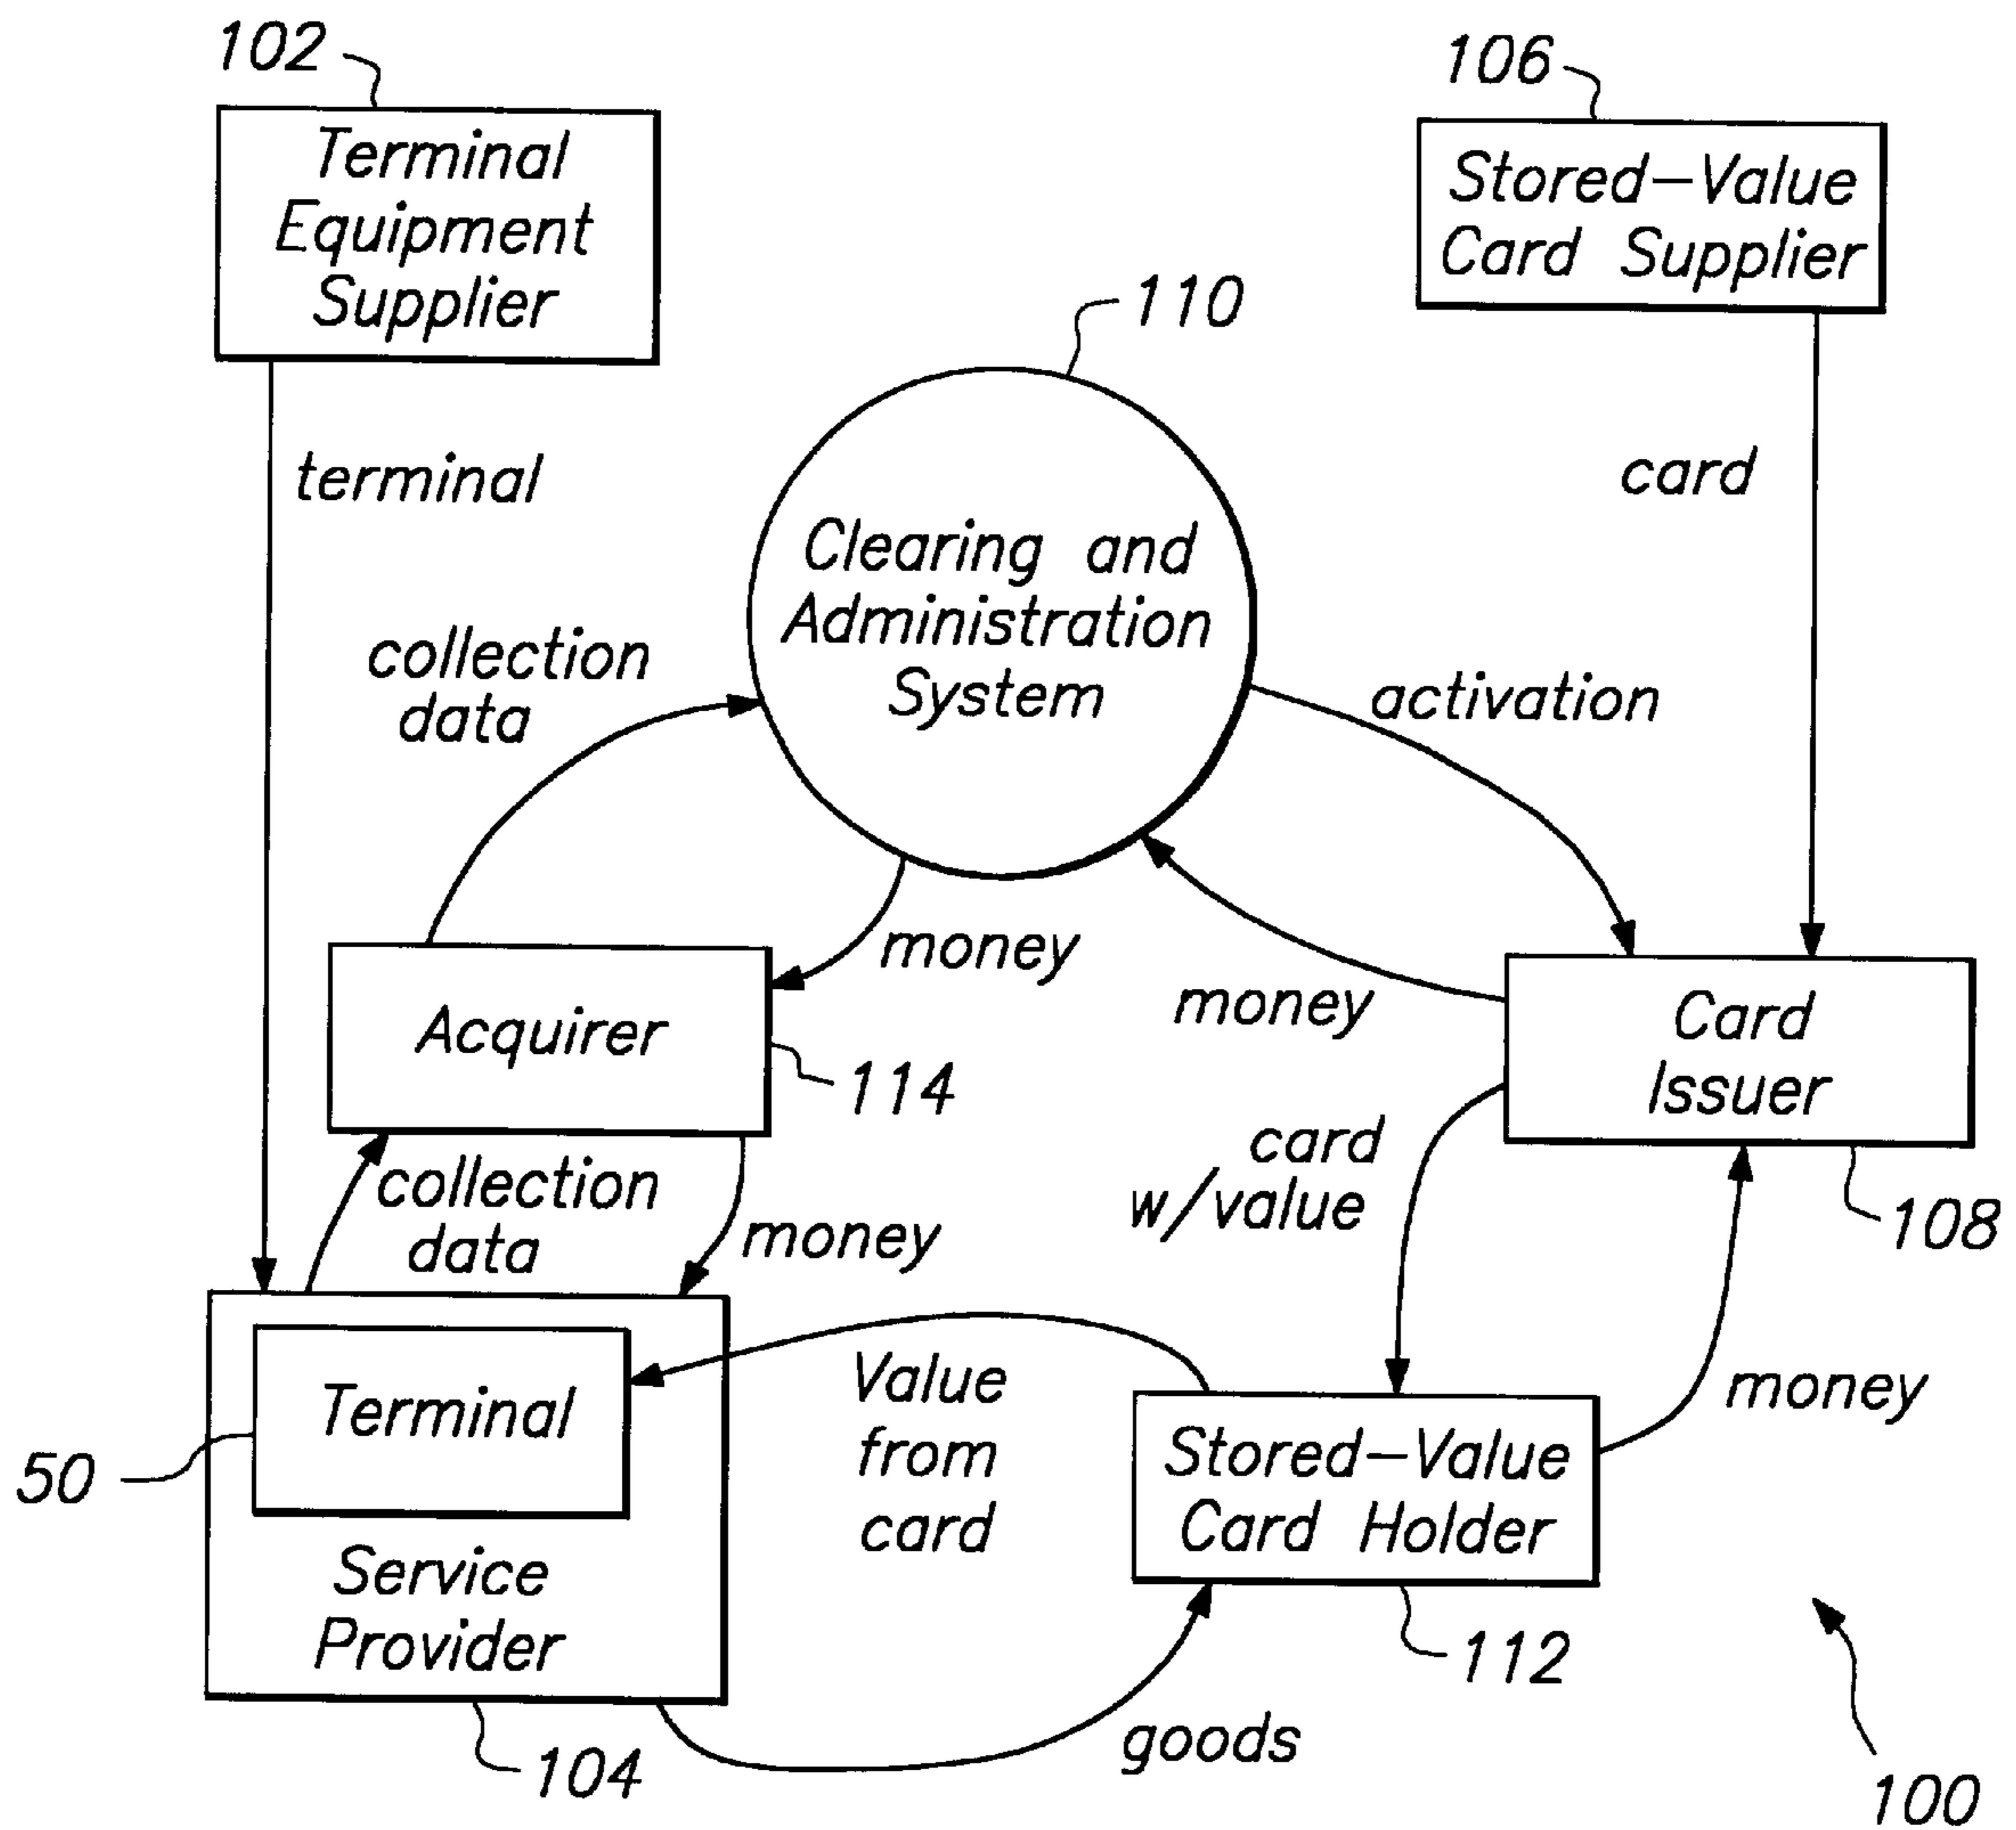 102
106
Terminal
Equipment
Supplier
Stored-Value
Card Supplier
110
terminal
card
Clearing and
Administration
System
collection
data
activation
money
money
Acquirer
114
Card
Issuer
108
collection
data
money
card
w/value
money
Terminal
50
Service
Provider
104
Value
from
card
Stored-Value
Card Holder
112
goods
100